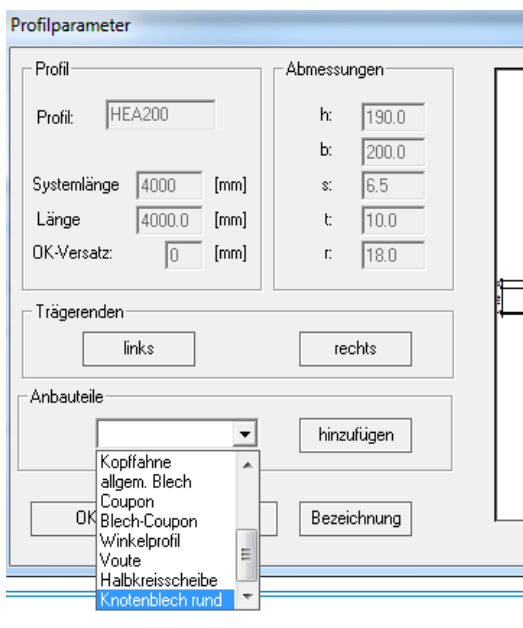 Profilparameter
Profil
Profil: HEA200
Systemlänge 4000 [mm]
Länge 4000.0 [mm]
OK-Versatz: 0 [mm]
Abmessungen
h: 190.0
b: 200.0
s: 6.5
t: 10.0
r: 18.0
Trägerenden
links
rechts
Anbauteile
hinzufügen
Kopffahne
allgem. Blech
Coupon
Blech-Coupon
Winkelprofil
Voute
Halbkreisscheibe
Knotenblech rund
OK
Bezeichnung